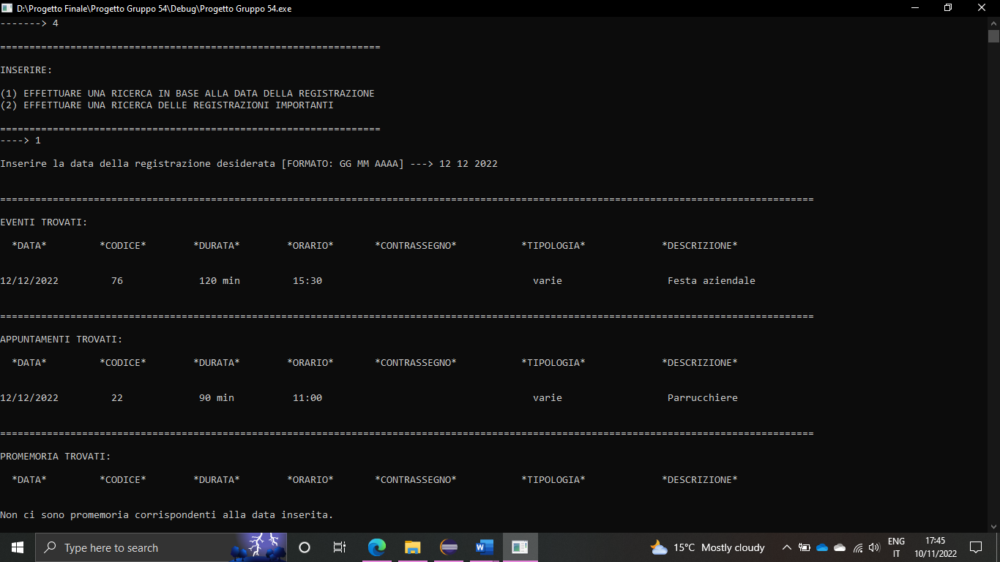 D:\Progetto Finale\Progetto Gruppo 54\Debug\Progetto Gruppo 54.exe
-------> 4
=================================================================
INSERIRE:
(1) EFFETTUARE UNA RICERCA IN BASE ALLA DATA DELLA REGISTRAZIONE
(2) EFFETTUARE UNA RICERCA DELLE REGISTRAZIONI IMPORTANTI
=================================================================
----> 1
Inserire la data della registrazione desiderata [FORMATO: GG MM AAAA] ---> 12 12 2022
===========================================================================================================================================
EVENTI TROVATI:
*DATA* *CODICE* *DURATA* *ORARIO* *CONTRASSEGNO* *TIPOLOGIA* *DESCRIZIONE*
12/12/2022 76 120 min 15:30 varie Festa aziendale
===========================================================================================================================================
APPUNTAMENTI TROVATI:
*DATA* *CODICE* *DURATA* *ORARIO* *CONTRASSEGNO* *TIPOLOGIA* *DESCRIZIONE*
12/12/2022 22 90 min 11:00 varie Parrucchiere
===========================================================================================================================================
PROMEMORIA TROVATI:
*DATA* *CODICE* *DURATA* *ORARIO* *CONTRASSEGNO* *TIPOLOGIA* *DESCRIZIONE*
Non ci sono promemoria corrispondenti alla data inserita.
Type here to search
15°C Mostly cloudy
ENG
IT
17:45
10/11/2022